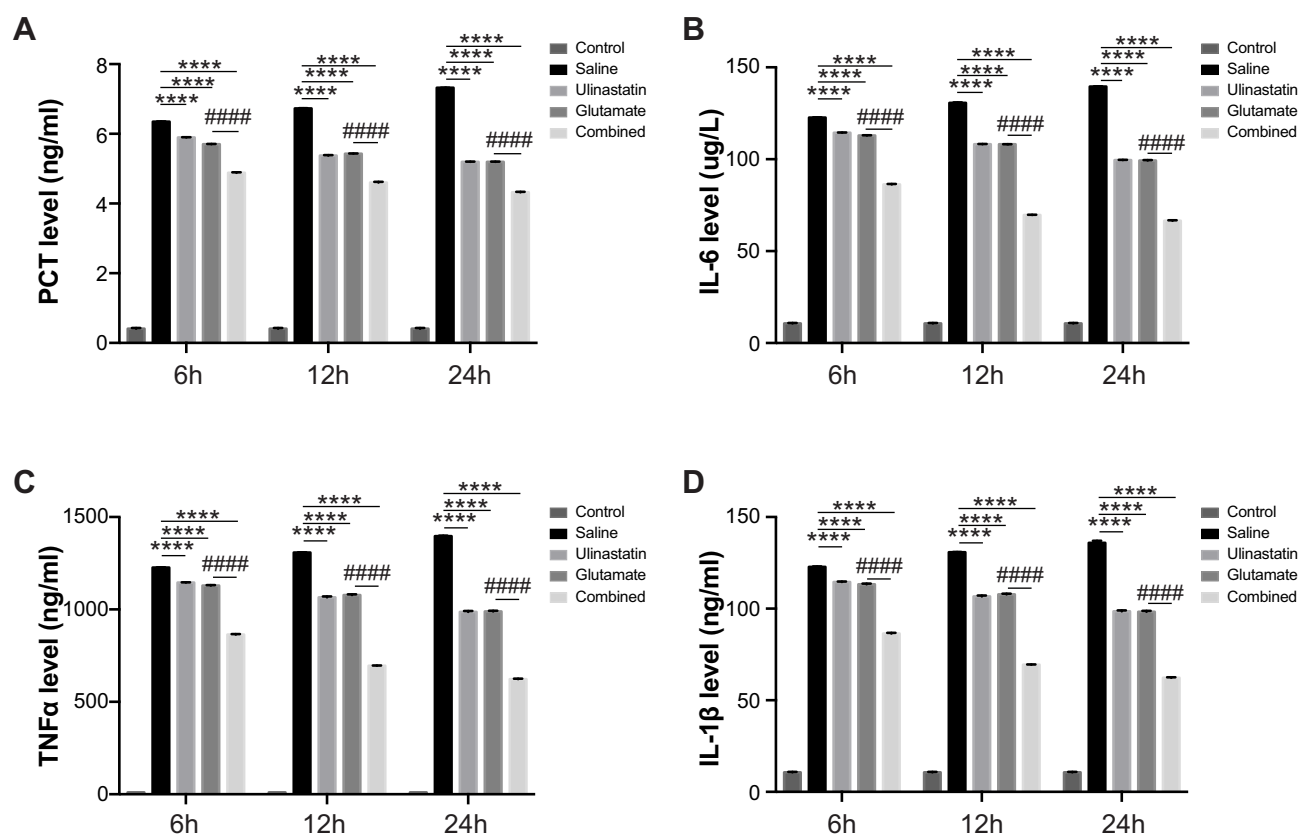 A
PCT level (ng/ml)
8
6
4
2
0
****
****
****
####
****
****
****
####
****
****
****
####
6h
12h
24h
Control
Saline
Ulinastatin
Glutamate
Combined
B
IL-6 level (ug/L)
150
100
50
0
****
****
****
####
****
****
****
####
****
****
****
####
6h
12h
24h
Control
Saline
Ulinastatin
Glutamate
Combined
C
TNFα level (ng/ml)
1500
1000
500
0
****
****
****
####
****
****
****
####
****
****
****
####
6h
12h
24h
Control
Saline
Ulinastatin
Glutamate
Combined
D
IL-1β level (ng/ml)
150
100
50
0
****
****
****
####
****
****
****
####
****
****
****
####
6h
12h
24h
Control
Saline
Ulinastatin
Glutamate
Combined